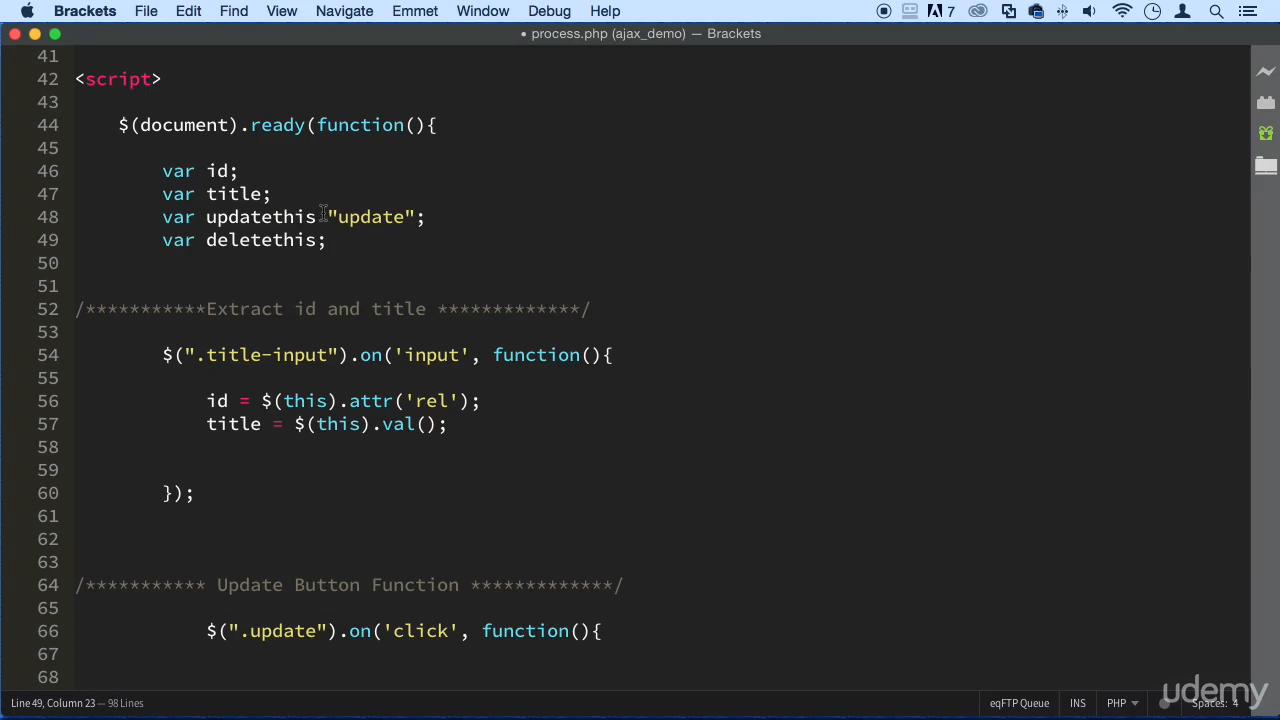 Brackets File Edit Find View Navigate Emmet Window Debug Help 7
process.php (ajax_demo) — Brackets
41
42 <script>
43
44 $(document).ready(function(){
45
46 var id;
47 var title;
48 var updatethis "update";
49 var deletethis;
50
51
52 /***********Extract id and title *************/
53
54 $(".title-input").on('input', function(){
55
56 id = $(this).attr('rel');
57 title = $(this).val();
58
59
60 });
61
62
63
64 /*********** Update Button Function *************/
65
66 $(".update").on('click', function(){
67
68
Line 49, Column 23 — 98 Lines eqFTP Queue INS PHP Spaces: 4
udemy